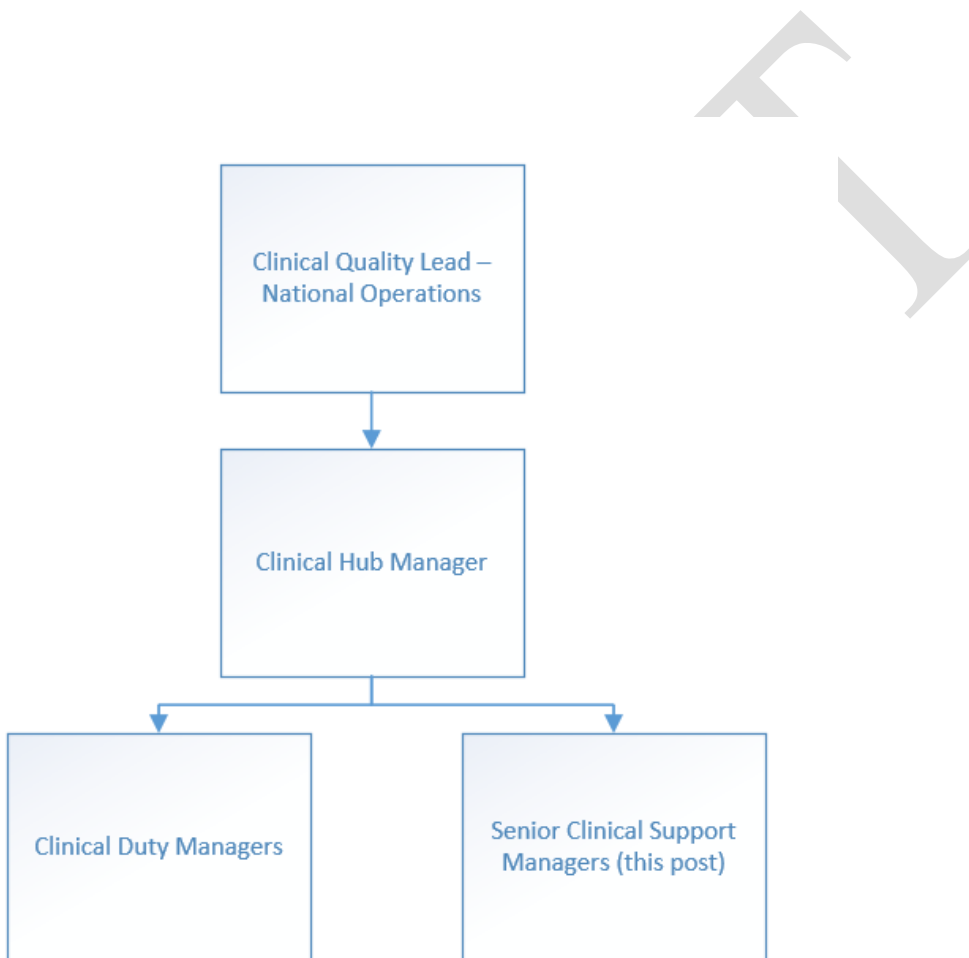 Clinical Quality Lead –
National Operations
Clinical Hub Manager
Clinical Duty Managers
Senior Clinical Support
Managers (this post)